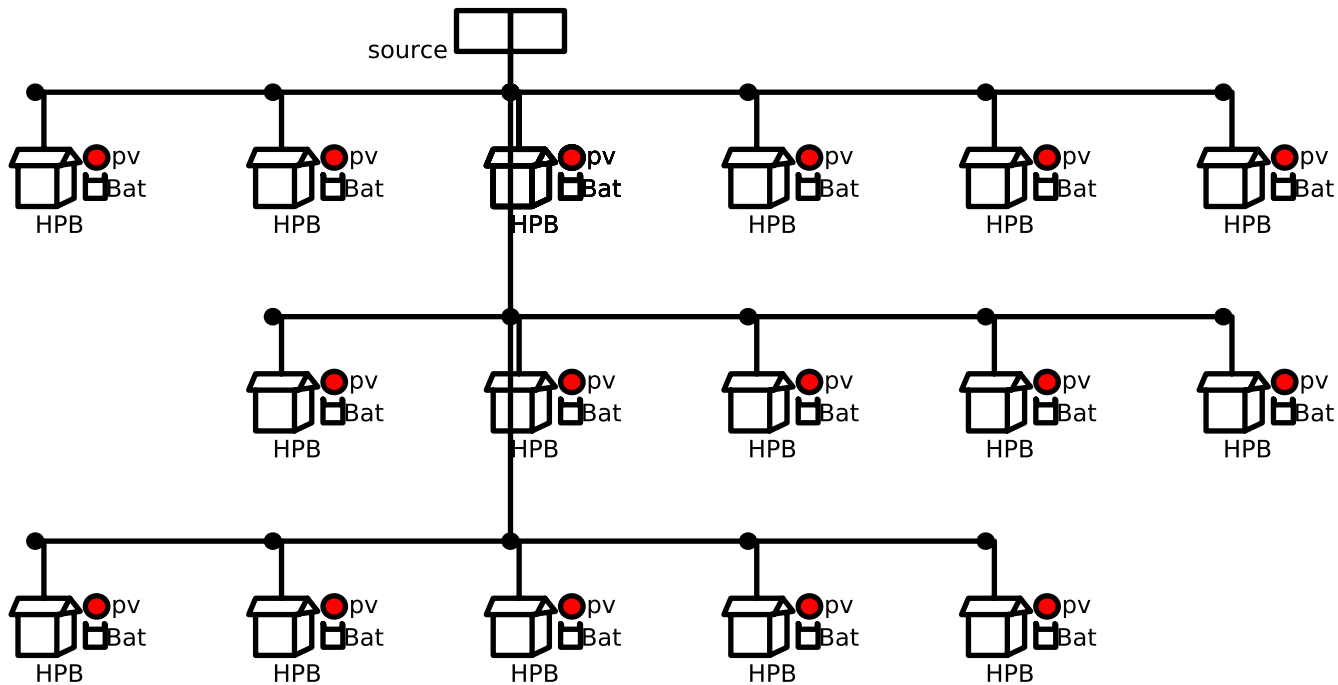 source
pv pv pv pv pv pv
Bat Bat Bat Bat Bat Bat
HPB HPB HPB HPB HPB HPB
pv pv pv pv pv
Bat Bat Bat Bat Bat
HPB HPB HPB HPB HPB
pv pv pv pv pv
Bat Bat Bat Bat Bat
HPB HPB HPB HPB HPB